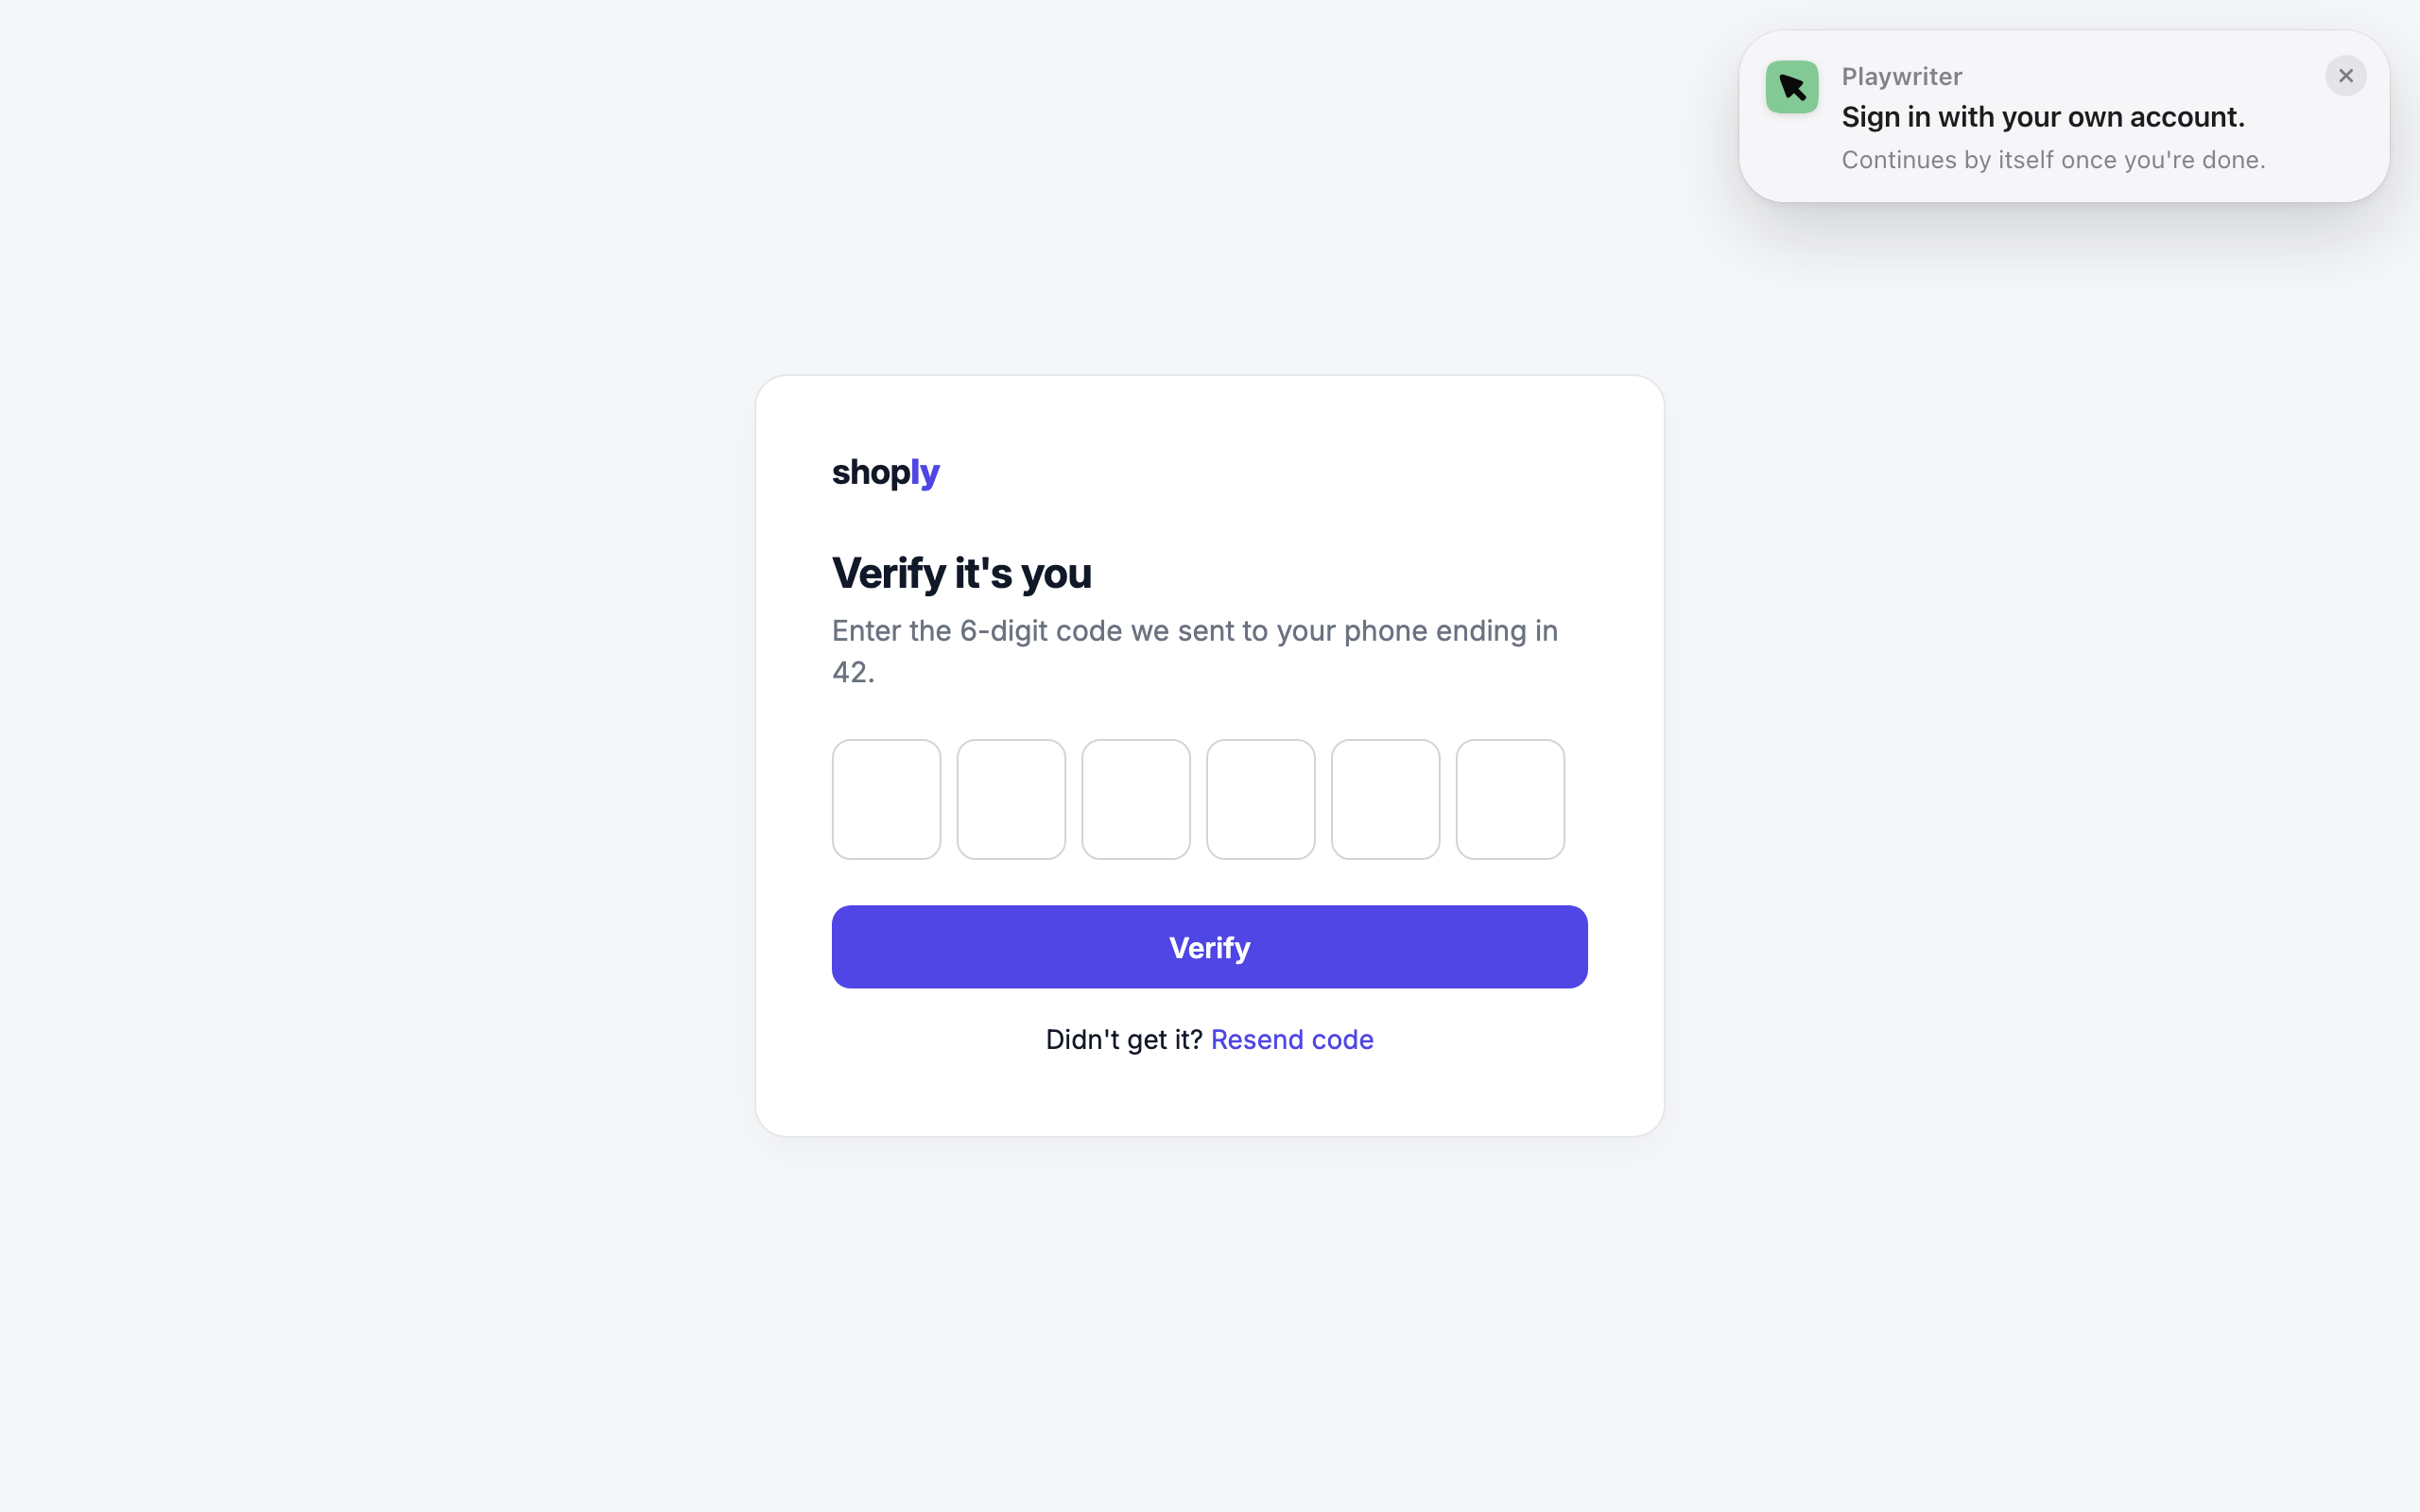 Playwriter
Sign in with your own account.
Continues by itself once you're done.
shoply
Verify it's you
Enter the 6-digit code we sent to your phone ending in
42.
Verify
Didn't get it? Resend code